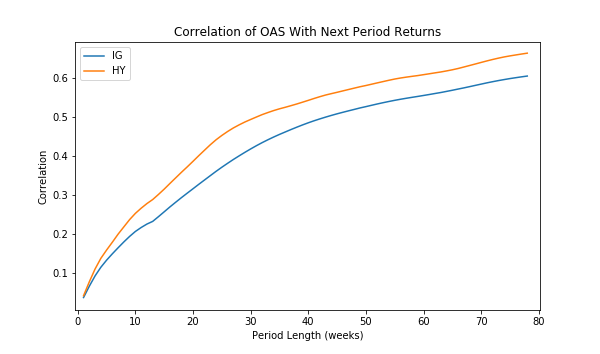 Correlation of OAS With Next Period Returns
IG
HY
0.6
0.5
0.4
0.3
0.2
0.1
Correlation
0 10 20 30 40 50 60 70 80
Period Length (weeks)